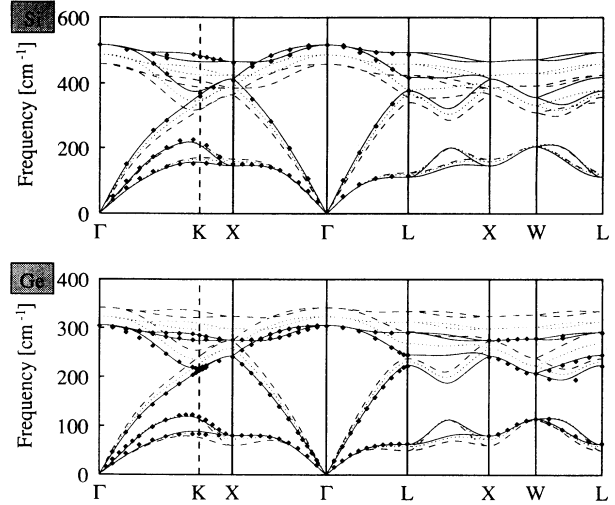 Si
600
400
200
0
Frequency [cm⁻¹]
Γ K X Γ L X W L
Ge
400
300
200
100
0
Frequency [cm⁻¹]
Γ K X Γ L X W L